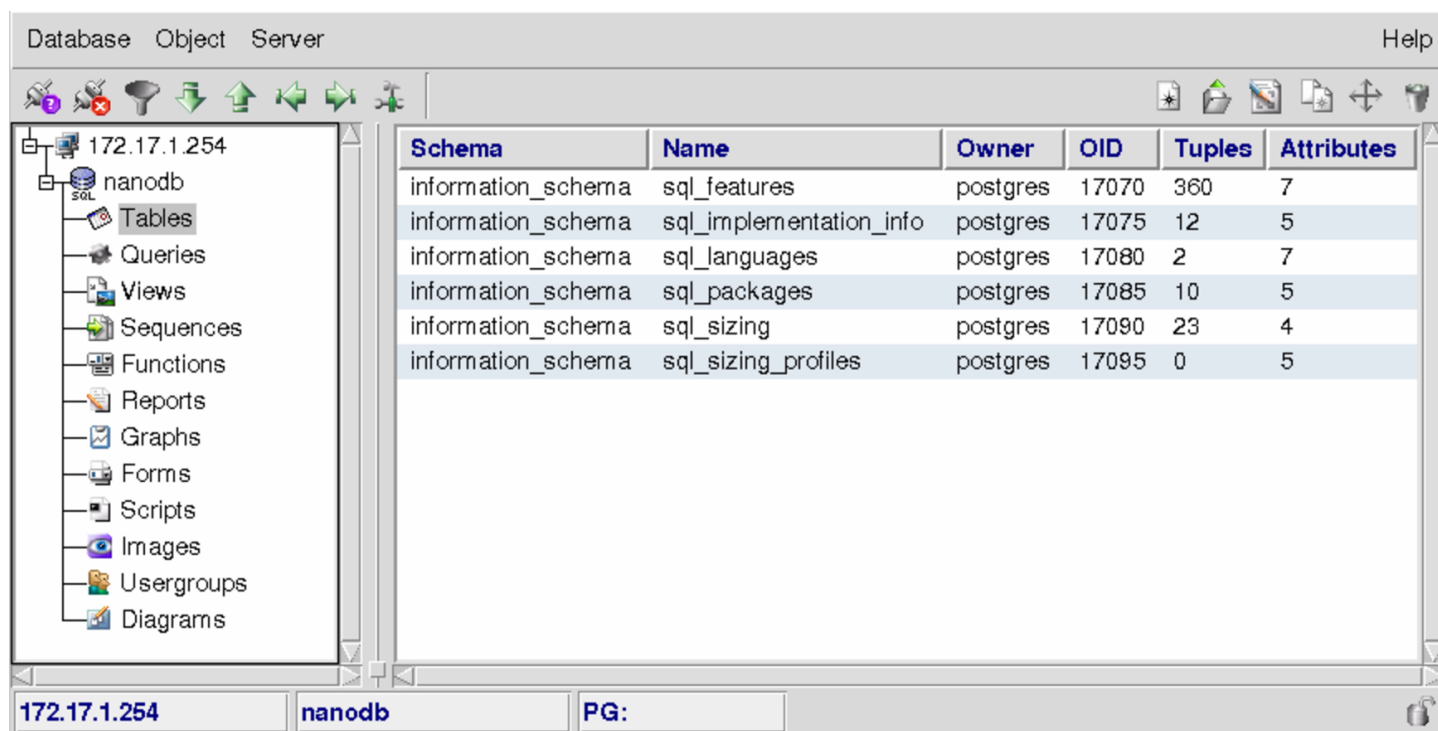 Database Object Server Help
172.17.1.254
nanodb
SQL
Tables
Queries
Views
Sequences
Functions
Reports
Graphs
Forms
Scripts
Images
Usergroups
Diagrams
Schema Name Owner OID Tuples Attributes
information_schema sql_features postgres 17070 360 7
information_schema sql_implementation_info postgres 17075 12 5
information_schema sql_languages postgres 17080 2 7
information_schema sql_packages postgres 17085 10 5
information_schema sql_sizing postgres 17090 23 4
information_schema sql_sizing_profiles postgres 17095 0 5
172.17.1.254 nanodb PG: